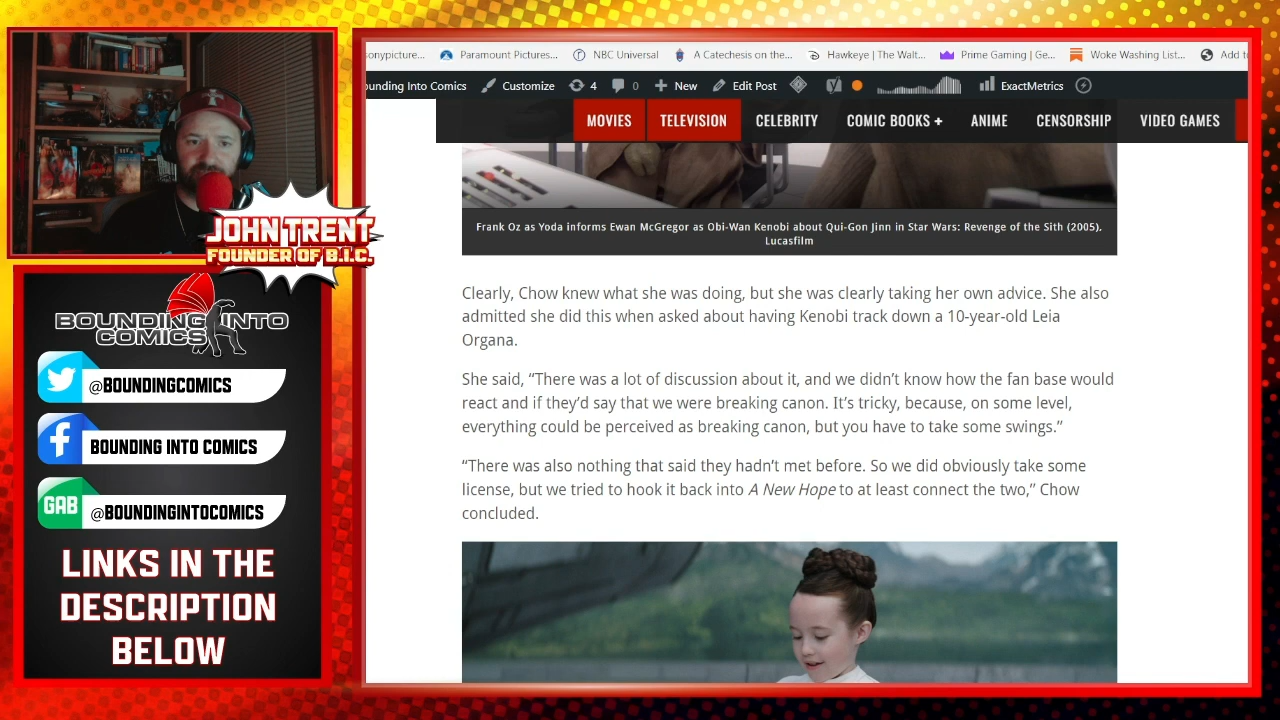 sonypicture...
Paramount Pictures...
NBC Universal
A Catechesis on the...
Hawkeye | The Walt...
Prime Gaming | Ge...
Woke Washing List...
Add t
ounding Into Comics
Customize
4
0
New
Edit Post
ExactMetrics
MOVIES
TELEVISION
CELEBRITY
COMIC BOOKS +
ANIME
CENSORSHIP
VIDEO GAMES
Frank Oz as Yoda informs Ewan McGregor as Obi-Wan Kenobi about Qui-Gon Jinn in Star Wars: Revenge of the Sith (2005),
Lucasfilm
Clearly, Chow knew what she was doing, but she was clearly taking her own advice. She also
admitted she did this when asked about having Kenobi track down a 10-year-old Leia
Organa.
She said, “There was a lot of discussion about it, and we didn’t know how the fan base would
react and if they’d say that we were breaking canon. It’s tricky, because, on some level,
everything could be perceived as breaking canon, but you have to take some swings.”
“There was also nothing that said they hadn’t met before. So we did obviously take some
license, but we tried to hook it back into A New Hope to at least connect the two,” Chow
concluded.
JOHN TRENT
FOUNDER OF B.I.C.
BOUNDING INTO
COMICS
@BOUNDINGCOMICS
BOUNDING INTO COMICS
GAB
@BOUNDINGINTOCOMICS
LINKS IN THE
DESCRIPTION
BELOW